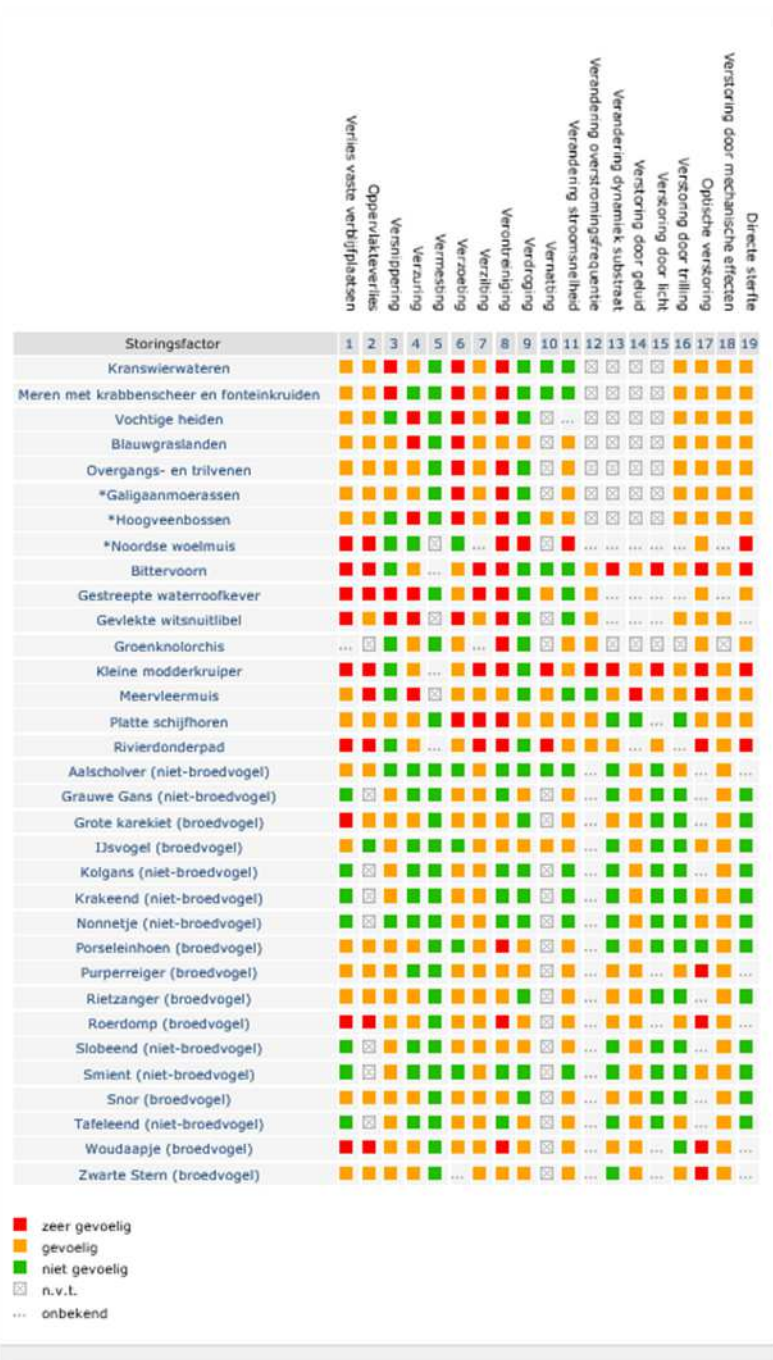 Verlies vaste verblijfplaatsen
Oppervlakteverlies
Versnippering
Verzuring
Vermesting
Verzoeting
Verzilting
Verontreiniging
Verdroging
Vernatting
Verandering stroomsnelheid
Verandering overstromingsfrequentie
Verandering dynamiek substraat
Verstoring door geluid
Verstoring door licht
Verstoring door trilling
Optische verstoring
Verstoring door mechanische effecten
Directe sterfte
Storingsfactor 1 2 3 4 5 6 7 8 9 10 11 12 13 14 15 16 17 18 19
Kranswierwateren
Meren met krabbenscheer en fonteinkruiden
Vochtige heiden ...
Blauwgraslanden
Overgangs- en trilvenen
*Galigaanmoerassen
*Hoogveenbossen
*Noordse woelmuis ... ... ... ... ... ... ...
Bittervoorn ...
Gestreepte waterroofkever ... ... ... ...
Gevlekte witsnuitlibel ... ... ... ...
Groenknolorchis ... ...
Kleine modderkruiper ...
Meervleermuis
Platte schijfhoren ...
Rivierdonderpad ... ... ...
Aalscholver (niet-broedvogel) ... ... ...
Grauwe Gans (niet-broedvogel) ... ...
Grote karekiet (broedvogel) ... ...
IJsvogel (broedvogel) ... ...
Kolgans (niet-broedvogel) ...
Krakeend (niet-broedvogel) ...
Nonnetje (niet-broedvogel) ...
Porseleinhoen (broedvogel) ...
Purperreiger (broedvogel) ... ... ...
Rietzanger (broedvogel) ... ...
Roerdomp (broedvogel) ... ... ...
Slobeend (niet-broedvogel) ... ...
Smient (niet-broedvogel) ...
Snor (broedvogel) ... ...
Tafeleend (niet-broedvogel) ... ...
Woudaapje (broedvogel) ... ... ...
Zwarte Stern (broedvogel) ... ... ... ...
zeer gevoelig
gevoelig
niet gevoelig
n.v.t.
... onbekend